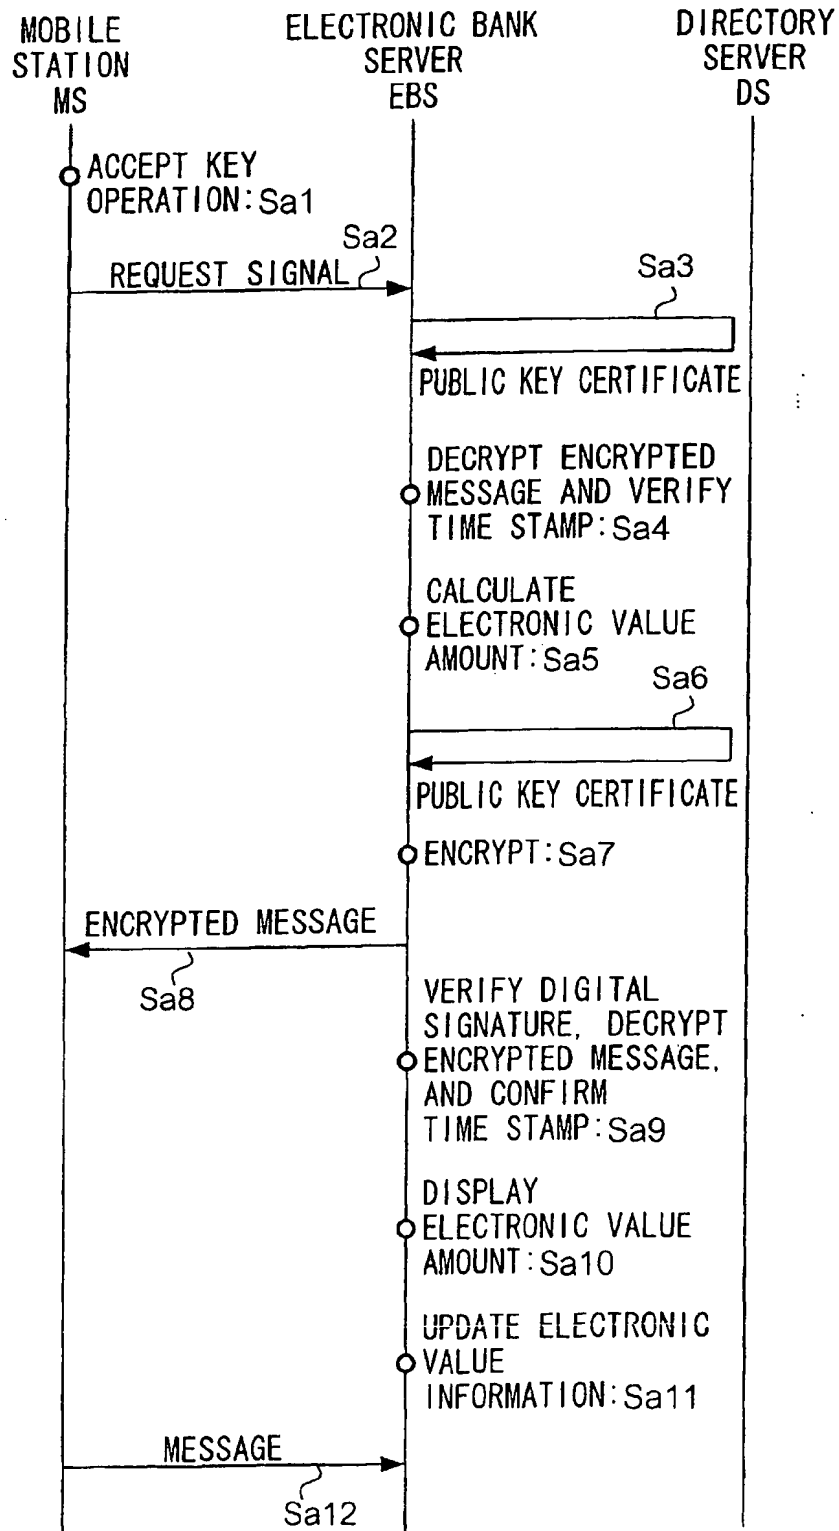 MOBILE
STATION
MS
ELECTRONIC BANK
SERVER
EBS
DIRECTORY
SERVER
DS
ACCEPT KEY
OPERATION:Sa1
Sa2
REQUEST SIGNAL
Sa3
PUBLIC KEY CERTIFICATE
DECRYPT ENCRYPTED
MESSAGE AND VERIFY
TIME STAMP:Sa4
CALCULATE
ELECTRONIC VALUE
AMOUNT:Sa5
Sa6
PUBLIC KEY CERTIFICATE
ENCRYPT:Sa7
ENCRYPTED MESSAGE
Sa8
VERIFY DIGITAL
SIGNATURE, DECRYPT
ENCRYPTED MESSAGE,
AND CONFIRM
TIME STAMP:Sa9
DISPLAY
ELECTRONIC VALUE
AMOUNT:Sa10
UPDATE ELECTRONIC
VALUE
INFORMATION:Sa11
MESSAGE
Sa12